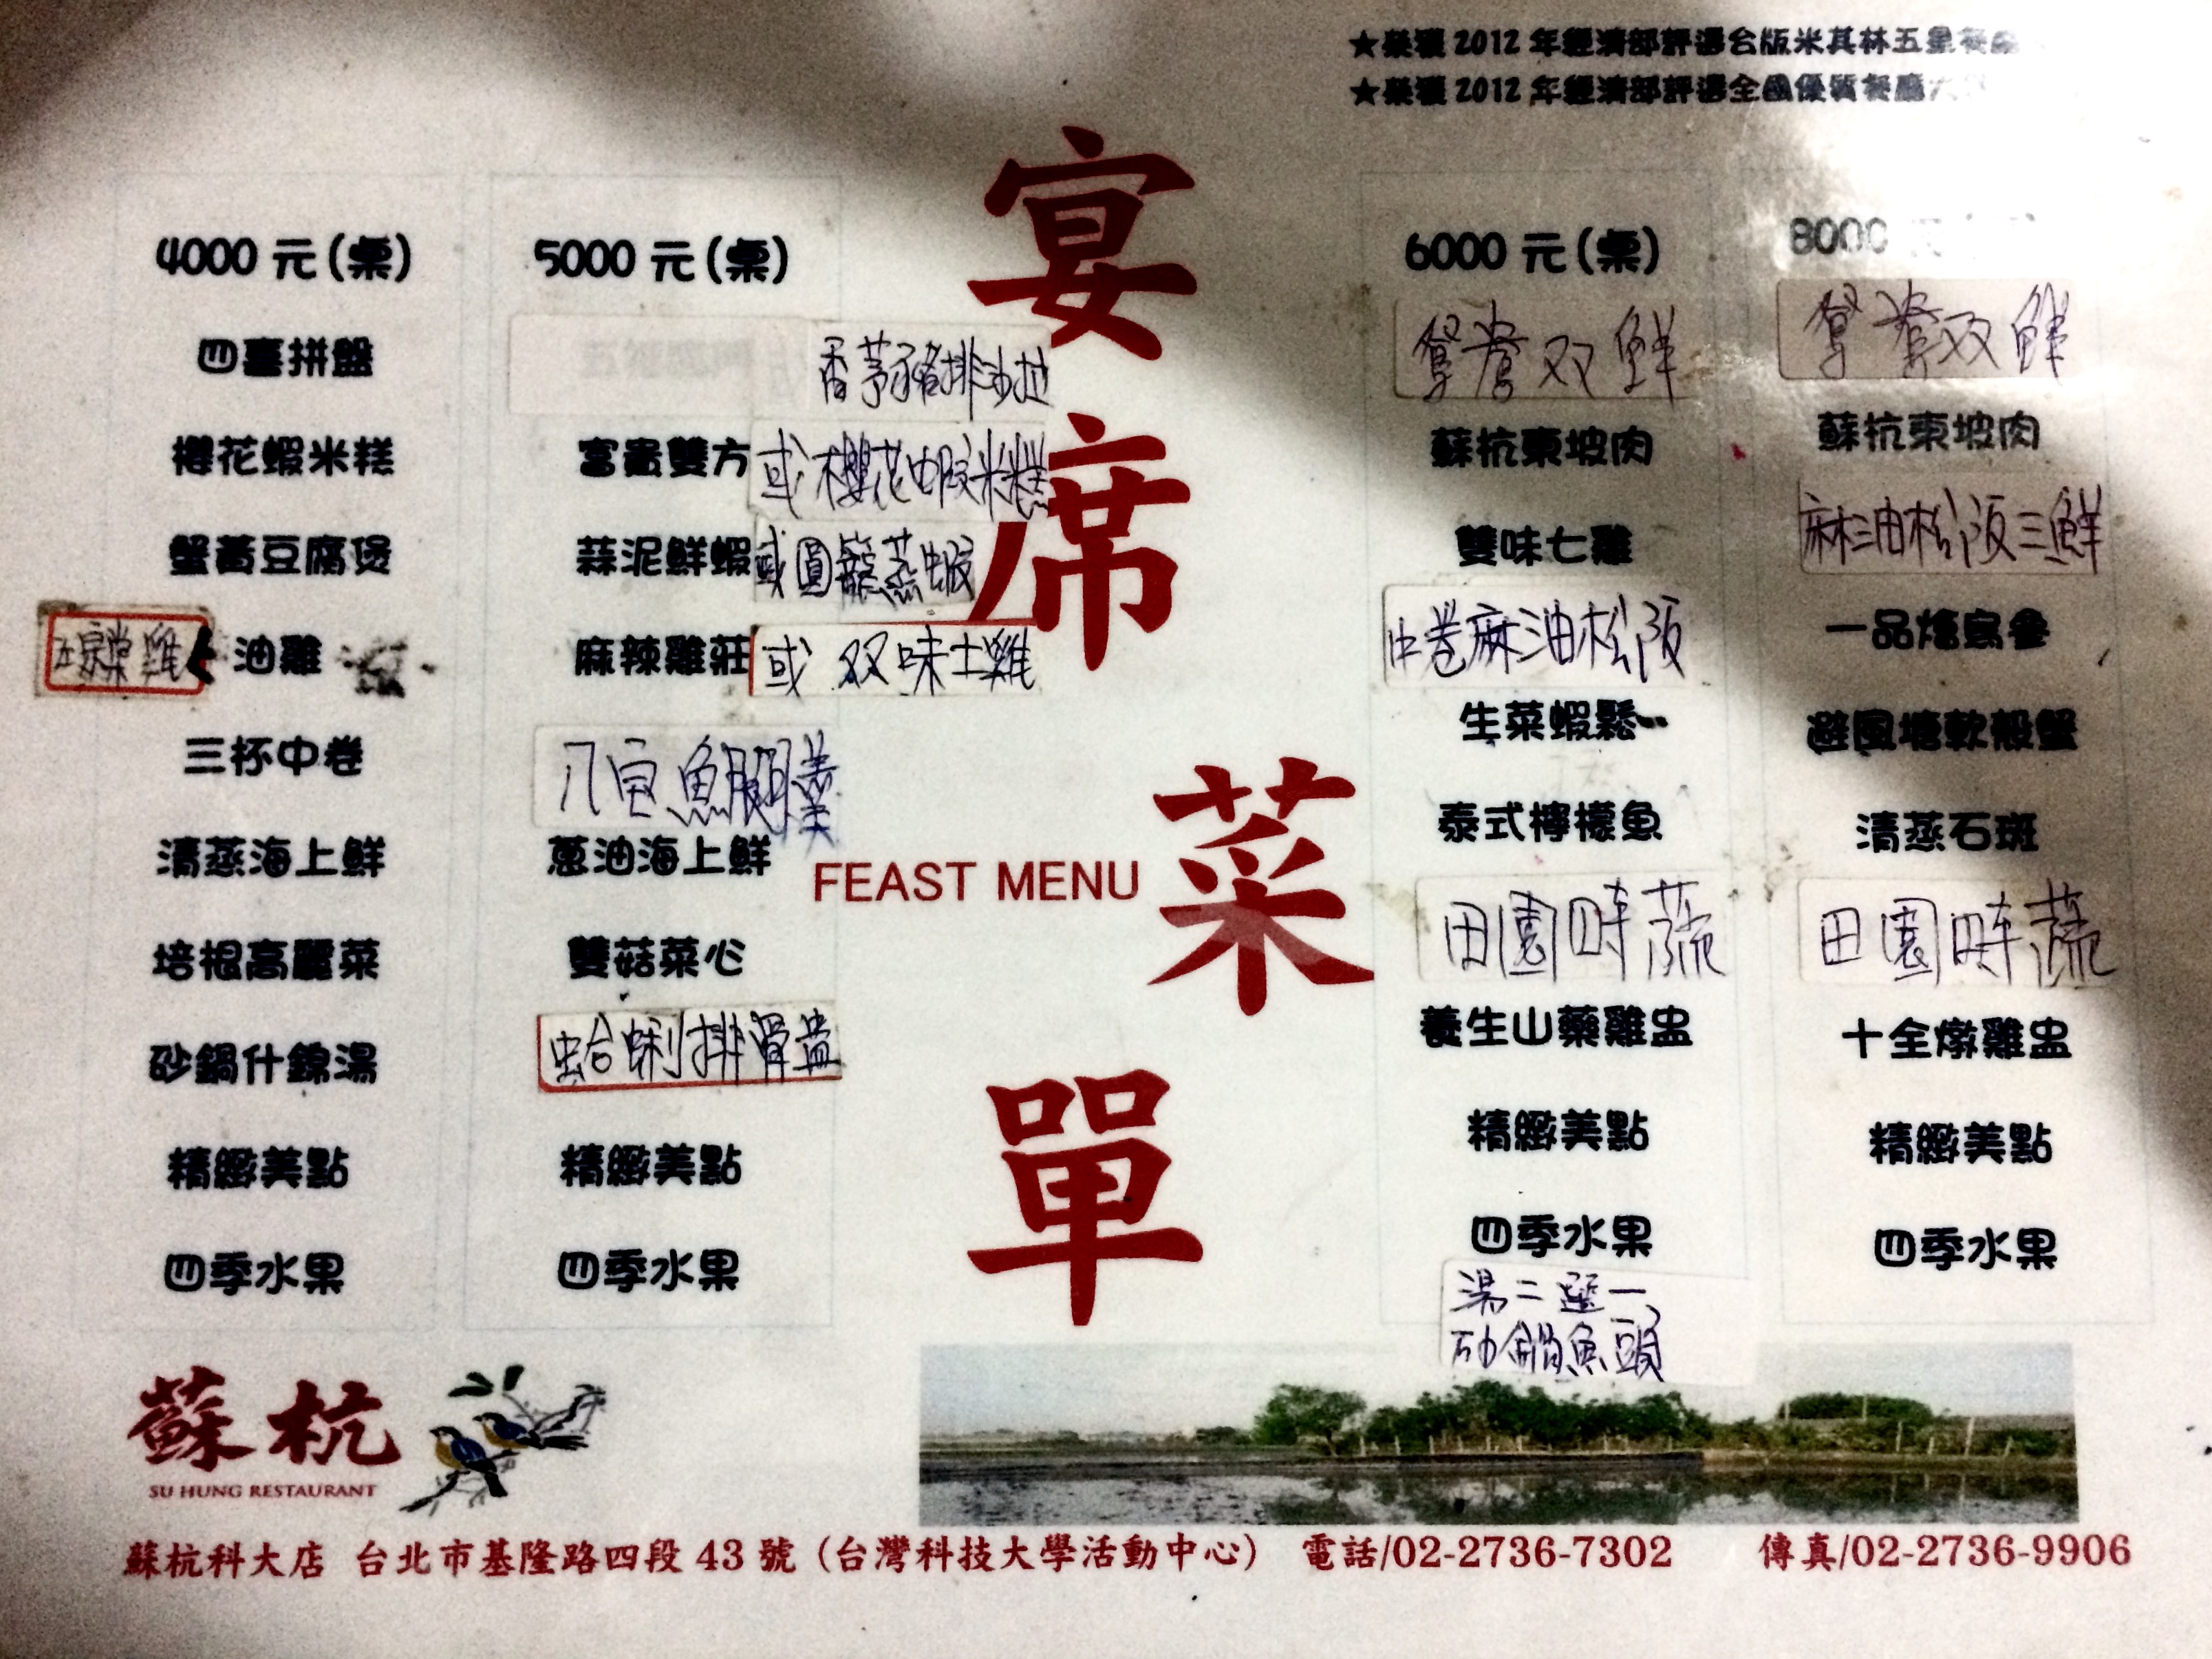 ★榮獲 2012 年經濟部評選台版米其林五星餐廳
★榮獲 2012 年經濟部評選全國優質餐廳
宴席菜單
FEAST MENU
4000 元(桌)
四喜拼盤
櫻花蝦米糕
蟹黃豆腐煲
油雞
三杯中卷
清蒸海上鮮
培根高麗菜
砂鍋什錦湯
精緻美點
四季水果
5000 元(桌)
香茅豬排油拉
富貴雙方 或櫻花蝦米糕
蒜泥鮮蝦 或圓籠蒸蝦
麻辣雞莊 或双味土雞
八宝魚翅羹
蔥油海上鮮
雙菇菜心
蛤蜊排骨盅
精緻美點
四季水果
6000 元(桌)
鴛鴦双鮮
蘇杭東坡肉
雙味七雞
中卷麻油松阪
生菜蝦鬆
泰式檸檬魚
田園時蔬
養生山藥雞盅
精緻美點
四季水果
湯二選一
砂鍋魚頭
8000
鴛鴦双鮮
蘇杭東坡肉
麻油松阪三鮮
一品燴烏參
避風塘軟殼蟹
清蒸石斑
田園時蔬
十全燉雞盅
精緻美點
四季水果
蘇杭
SU HUNG RESTAURANT
蘇杭科大店 台北市基隆路四段 43 號 (台灣科技大學活動中心) 電話/02-2736-7302 傳真/02-2736-9906